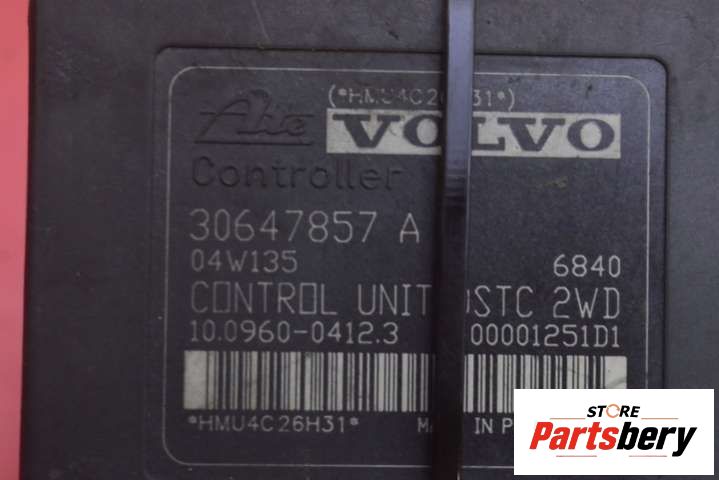 (*HMU4C26H31*)
Ate VOLVO
Controller
30647857 A
04W135 6840
CONTROL UNIT DSTC 2WD
10.0960-0412.3 00001251D1
*HMU4C26H31* IN
STORE
Partsbery